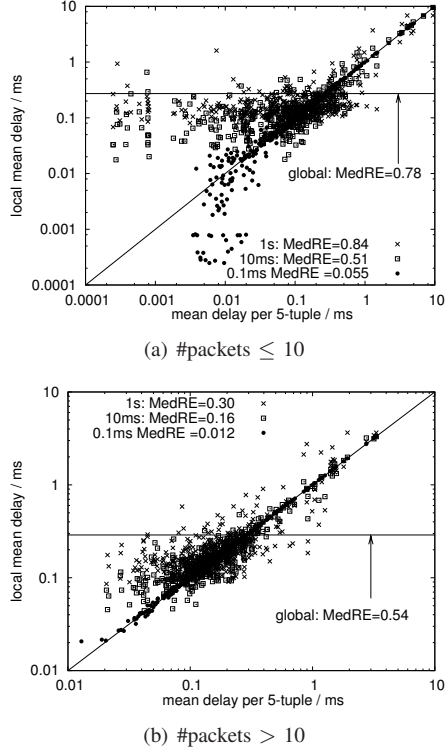 10
1
0.1
0.01
0.001
0.0001
local mean delay / ms
global: MedRE=0.78
1s: MedRE=0.84
10ms: MedRE=0.51
0.1ms MedRE =0.055
0.0001 0.001 0.01 0.1 1 10
mean delay per 5-tuple / ms
(a) #packets ≤ 10
10
1
0.1
0.01
local mean delay / ms
1s: MedRE=0.30
10ms: MedRE=0.16
0.1ms MedRE =0.012
global: MedRE=0.54
0.01 0.1 1 10
mean delay per 5-tuple / ms
(b) #packets > 10